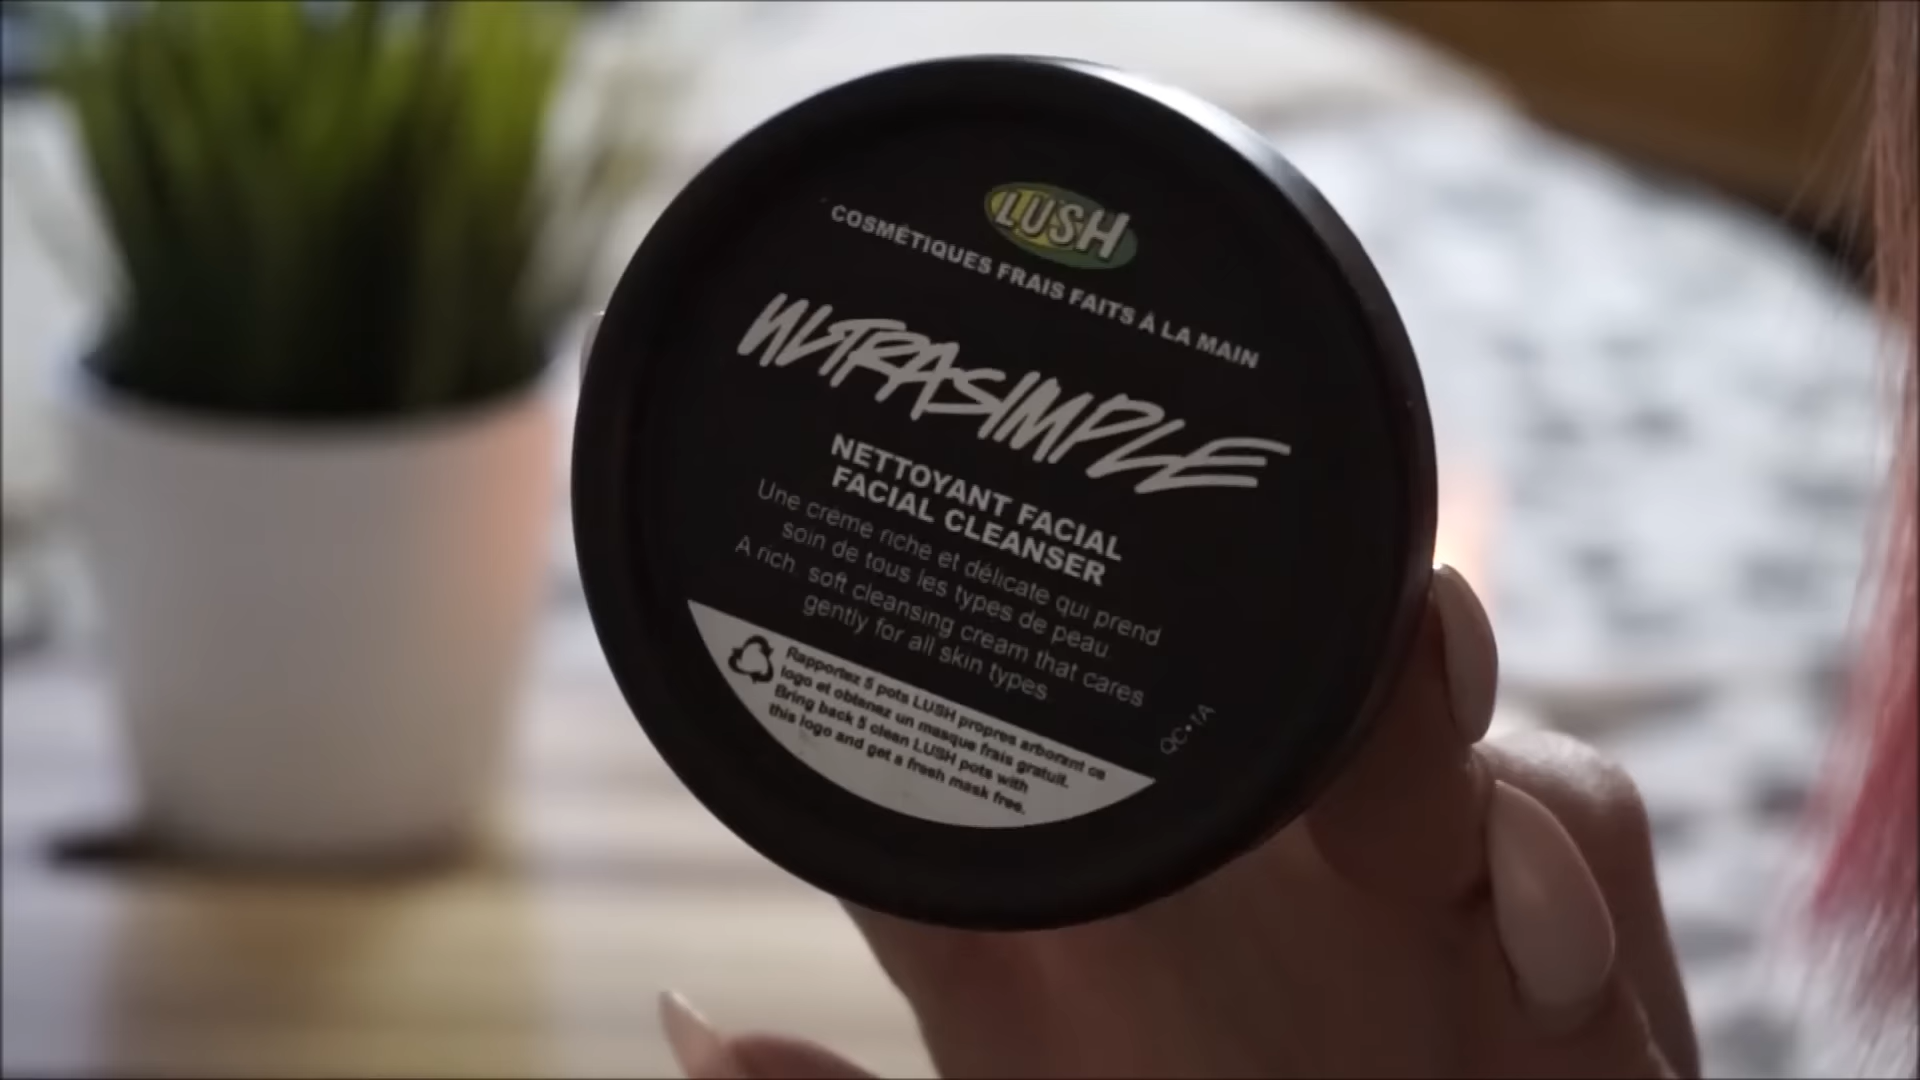 LUSH
COSMÉTIQUES FRAIS FAITS À LA MAIN
ULTRASIMPLE
NETTOYANT FACIAL
FACIAL CLEANSER
Une crème riche et délicate qui prend
soin de tous les types de peau.
A rich, soft cleansing cream that cares
gently for all skin types.
Rapportez 5 pots LUSH propres arborant ce
logo et obtenez un masque frais gratuit.
Bring back 5 clean LUSH pots with
this logo and get a fresh mask free.
QC•1A